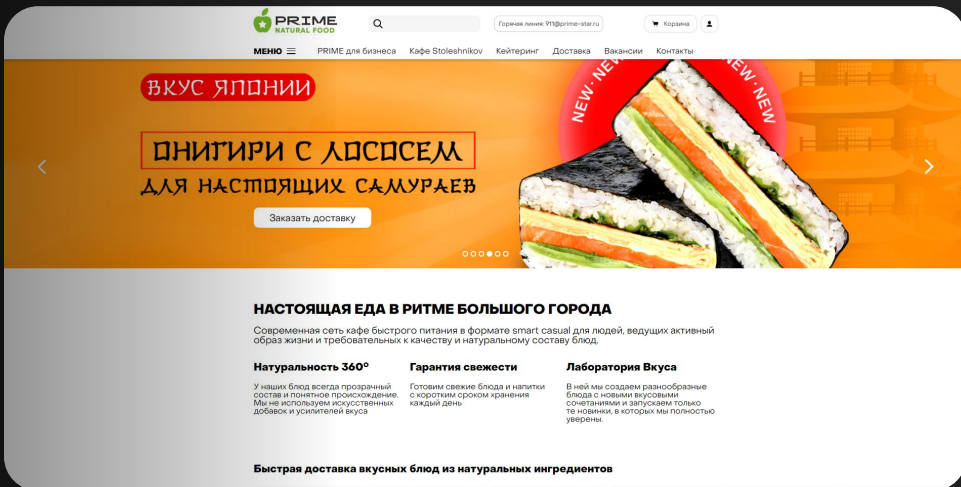 PRIME
NATURAL FOOD
Горячая линия: 911@prime-star.ru
Корзина
МЕНЮ
PRIME для бизнеса Кафе Stoleshnikov Кейтеринг Доставка Вакансии Контакты
ВКУС ЯПОНИИ
ОНИГИРИ С ЛОСОСЕМ
ДЛЯ НАСТОЯЩИХ САМУРАЕВ
Заказать доставку
NEW · NEW · NEW · NEW
НАСТОЯЩАЯ ЕДА В РИТМЕ БОЛЬШОГО ГОРОДА
Современная сеть кафе быстрого питания в формате smart casual для людей, ведущих активный
образ жизни и требовательных к качеству и натуральному составу блюд.
Натуральность 360°
У наших блюд всегда прозрачный
состав и понятное происхождение.
Мы не используем искусственных
добавок и усилителей вкуса
Гарантия свежести
Готовим свежие блюда и напитки
с коротким сроком хранения
каждый день
Лаборатория Вкуса
В ней мы создаем разнообразные
блюда с новыми вкусовыми
сочетаниями и запускаем только
те новинки, в которых мы полностью
уверены.
Быстрая доставка вкусных блюд из натуральных ингредиентов